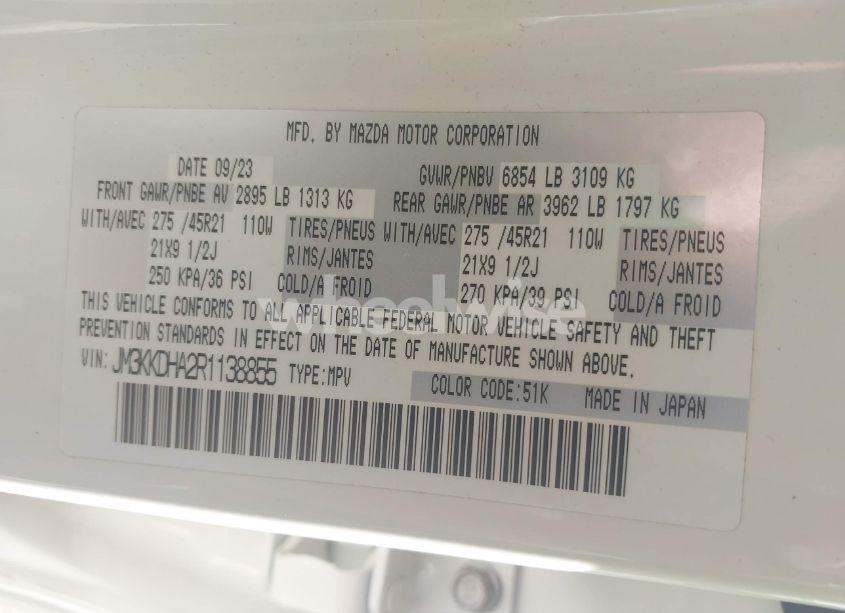 MFD. BY MAZDA MOTOR CORPORATION
DATE 09/23 GVWR/PNBV 6854 LB 3109 KG
FRONT GAWR/PNBE AV 2895 LB 1313 KG REAR GAWR/PNBE AR 3962 LB 1797 KG
WITH/AVEC 275 /45R21 110W TIRES/PNEUS WITH/AVEC 275 /45R21 110W TIRES/PNEUS
21X9 1/2J RIMS/JANTES 21X9 1/2J RIMS/JANTES
250 KPA/36 PSI COLD/A FROID 270 KPA/39 PSI COLD/A FROID
THIS VEHICLE CONFORMS TO ALL APPLICABLE FEDERAL MOTOR VEHICLE SAFETY AND THEFT
PREVENTION STANDARDS IN EFFECT ON THE DATE OF MANUFACTURE SHOWN ABOVE.
VIN: JM3KKDHA2R1138855 TYPE:MPV COLOR CODE:51K MADE IN JAPAN
wheelwise